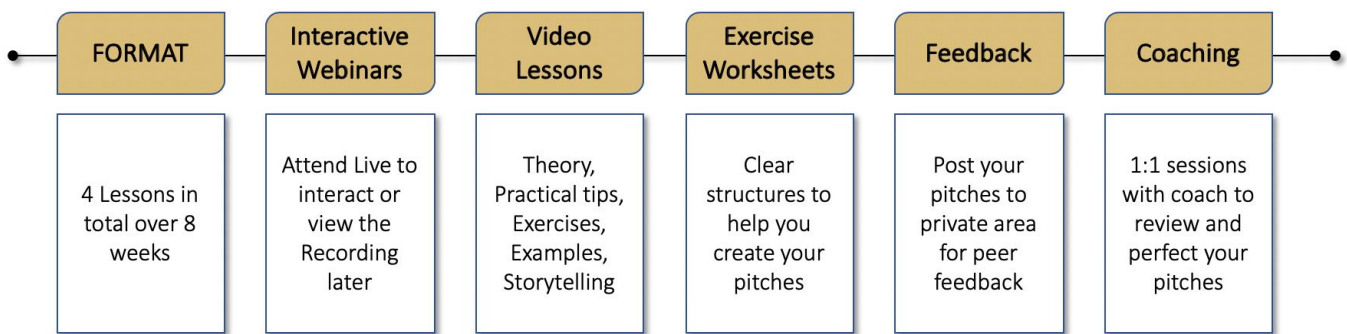 FORMAT
4 Lessons in
total over 8
weeks
Interactive
Webinars
Attend Live to
interact or
view the
Recording
later
Video
Lessons
Theory,
Practical tips,
Exercises,
Examples,
Storytelling
Exercise
Worksheets
Clear
structures to
help you
create your
pitches
Feedback
Post your
pitches to
private area
for peer
feedback
Coaching
1:1 sessions
with coach to
review and
perfect your
pitches